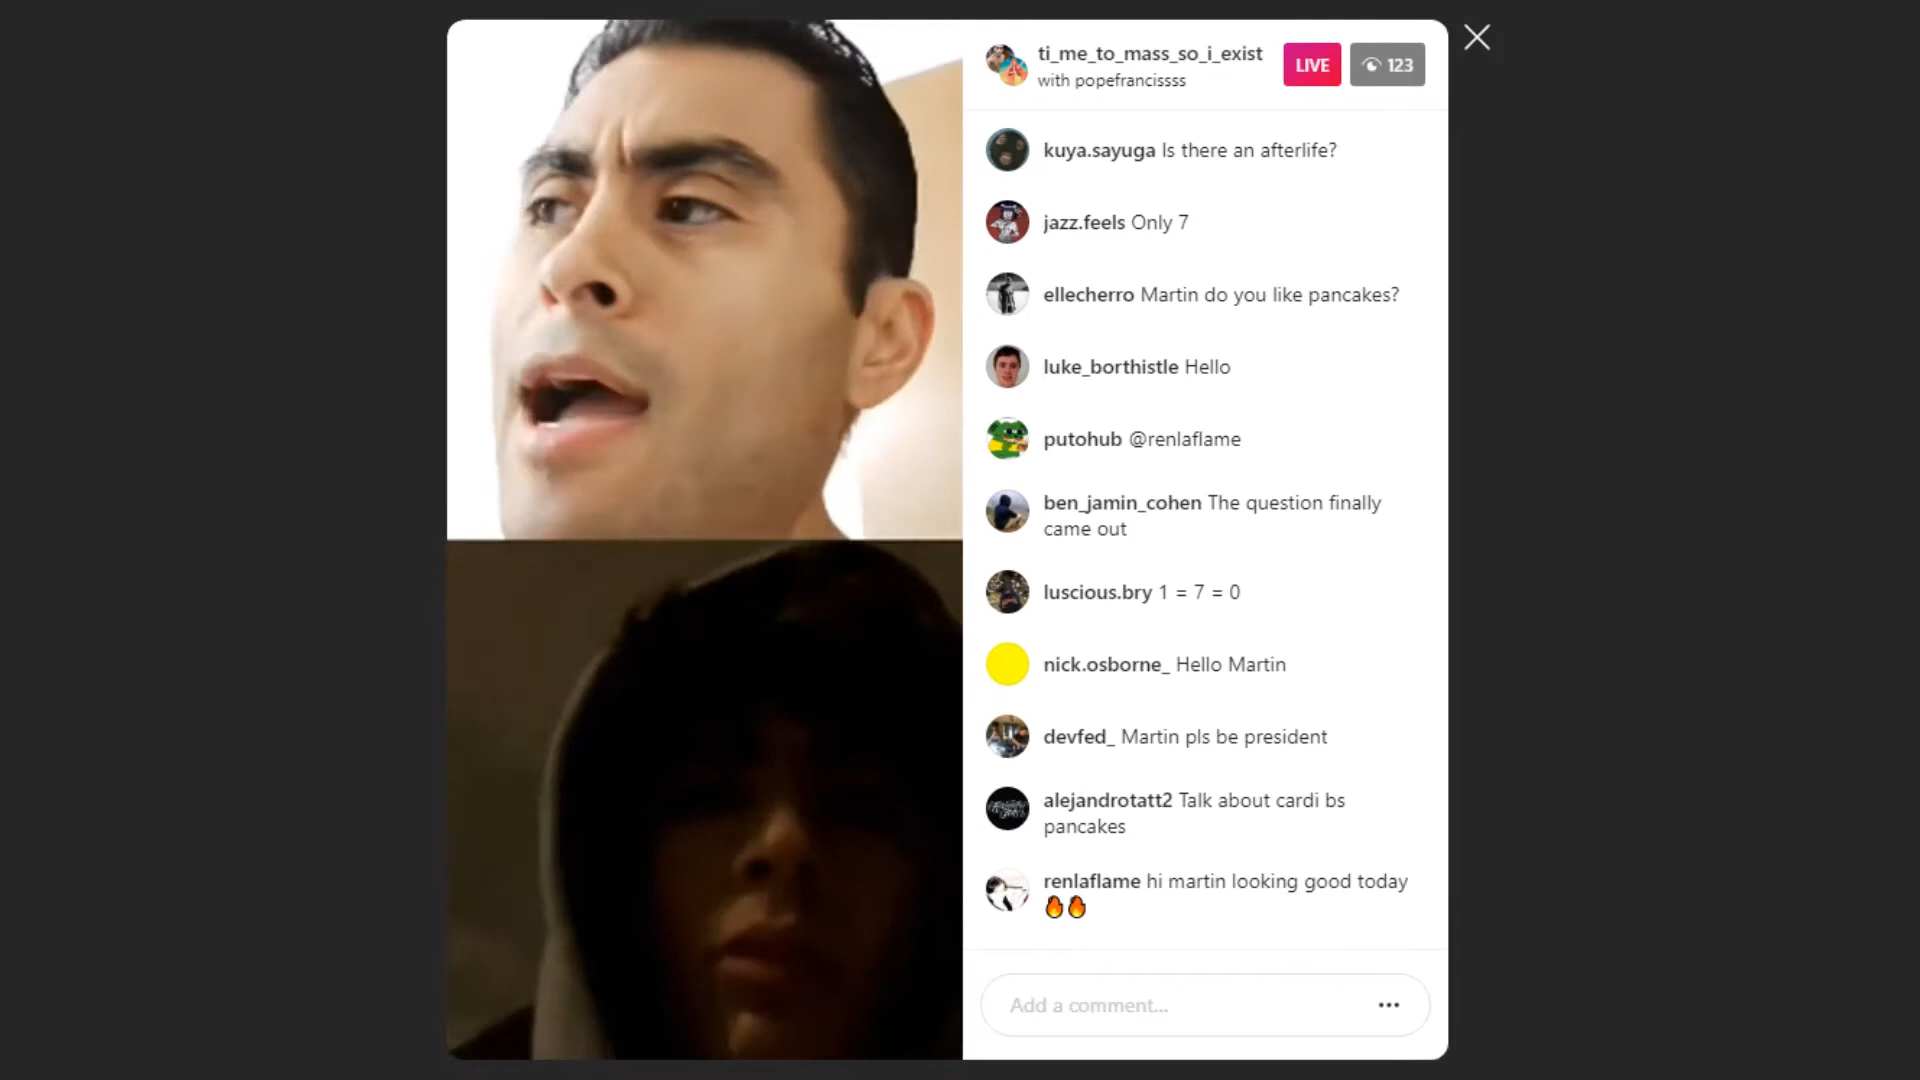 ti_me_to_mass_so_i_exist
with popefrancissss
LIVE
123
kuya.sayuga Is there an afterlife?
jazz.feels Only 7
ellecherro Martin do you like pancakes?
luke_borthistle Hello
putohub @renlaflame
ben_jamin_cohen The question finally
came out
luscious.bry 1 = 7 = 0
nick.osborne_ Hello Martin
devfed_ Martin pls be president
alejandrotatt2 Talk about cardi bs
pancakes
renlaflame hi martin looking good today
🔥🔥
Add a comment...